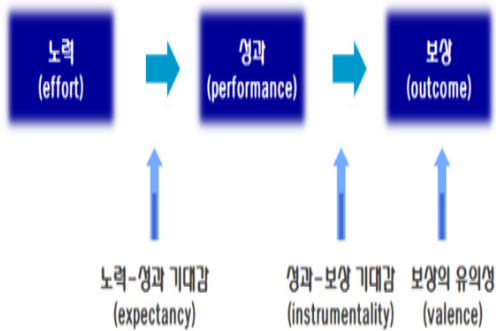 노력
(effort)
성과
(performance)
보상
(outcome)
노력-성과 기대감
(expectancy)
성과-보상 기대감
(instrumentality)
보상의 유의성
(valence)